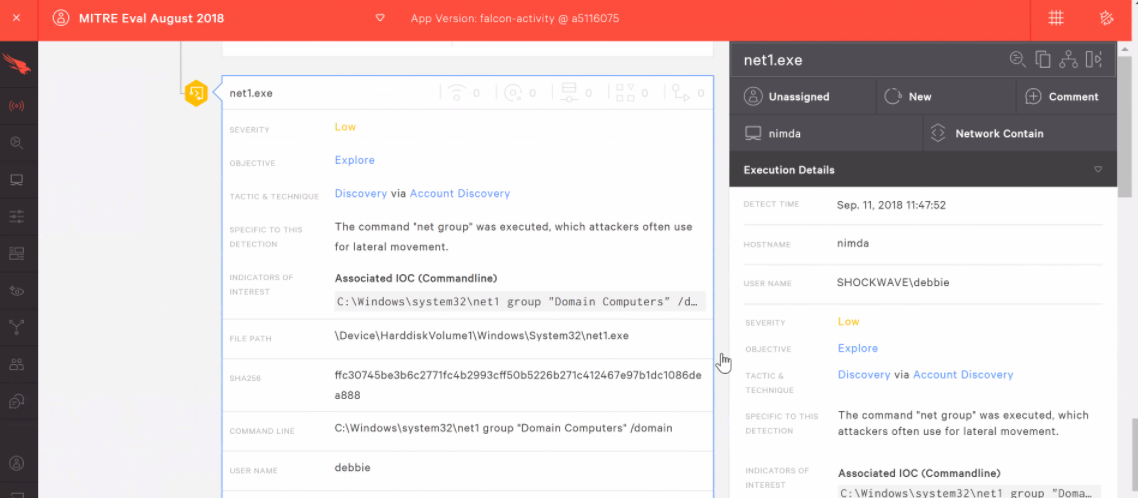 MITRE Eval August 2018
App Version: falcon-activity @ a5116075
net1.exe
0 0 0 0 0
SEVERITY Low
OBJECTIVE Explore
TACTIC & TECHNIQUE Discovery via Account Discovery
SPECIFIC TO THIS DETECTION
The command "net group" was executed, which attackers often use
for lateral movement.
INDICATORS OF INTEREST
Associated IOC (Commandline)
C:\Windows\system32\net1 group "Domain Computers" /d…
FILE PATH \Device\HarddiskVolume1\Windows\System32\net1.exe
SHA256
ffc30745be3b6c2771fc4b2993cff50b5226b271c412467e97b1dc1086de
a888
COMMAND LINE C:\Windows\system32\net1 group "Domain Computers" /domain
USER NAME debbie
net1.exe
Unassigned New Comment
nimda Network Contain
Execution Details
DETECT TIME Sep. 11, 2018 11:47:52
HOSTNAME nimda
USER NAME SHOCKWAVE\debbie
SEVERITY Low
OBJECTIVE Explore
TACTIC & TECHNIQUE
Discovery via Account Discovery
SPECIFIC TO THIS DETECTION
The command "net group" was executed, which
attackers often use for lateral movement.
INDICATORS OF INTEREST
Associated IOC (Commandline)
C:\Windows\system32\net1 group "Doma…